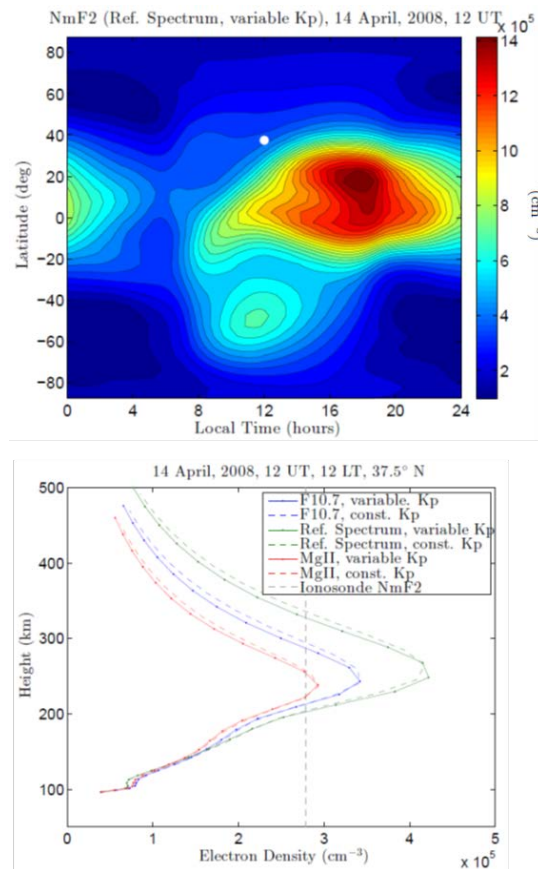 NmF2 (Ref. Spectrum, variable Kp), 14 April, 2008, 12 UT
x 10⁵
80
60
40
20
0
−20
−40
−60
−80
Latitude (deg)
0 4 8 12 16 20 24
Local Time (hours)
14
12
10
8
6
4
2
14 April, 2008, 12 UT, 12 LT, 37.5° N
500
400
300
200
100
Height (km)
F10.7, variable. Kp
F10.7, const. Kp
Ref. Spectrum, variable Kp
Ref. Spectrum, const. Kp
MgII, variable Kp
MgII, const. Kp
Ionosonde NmF2
0 1 2 3 4 5
Electron Density (cm⁻³)
x 10⁵